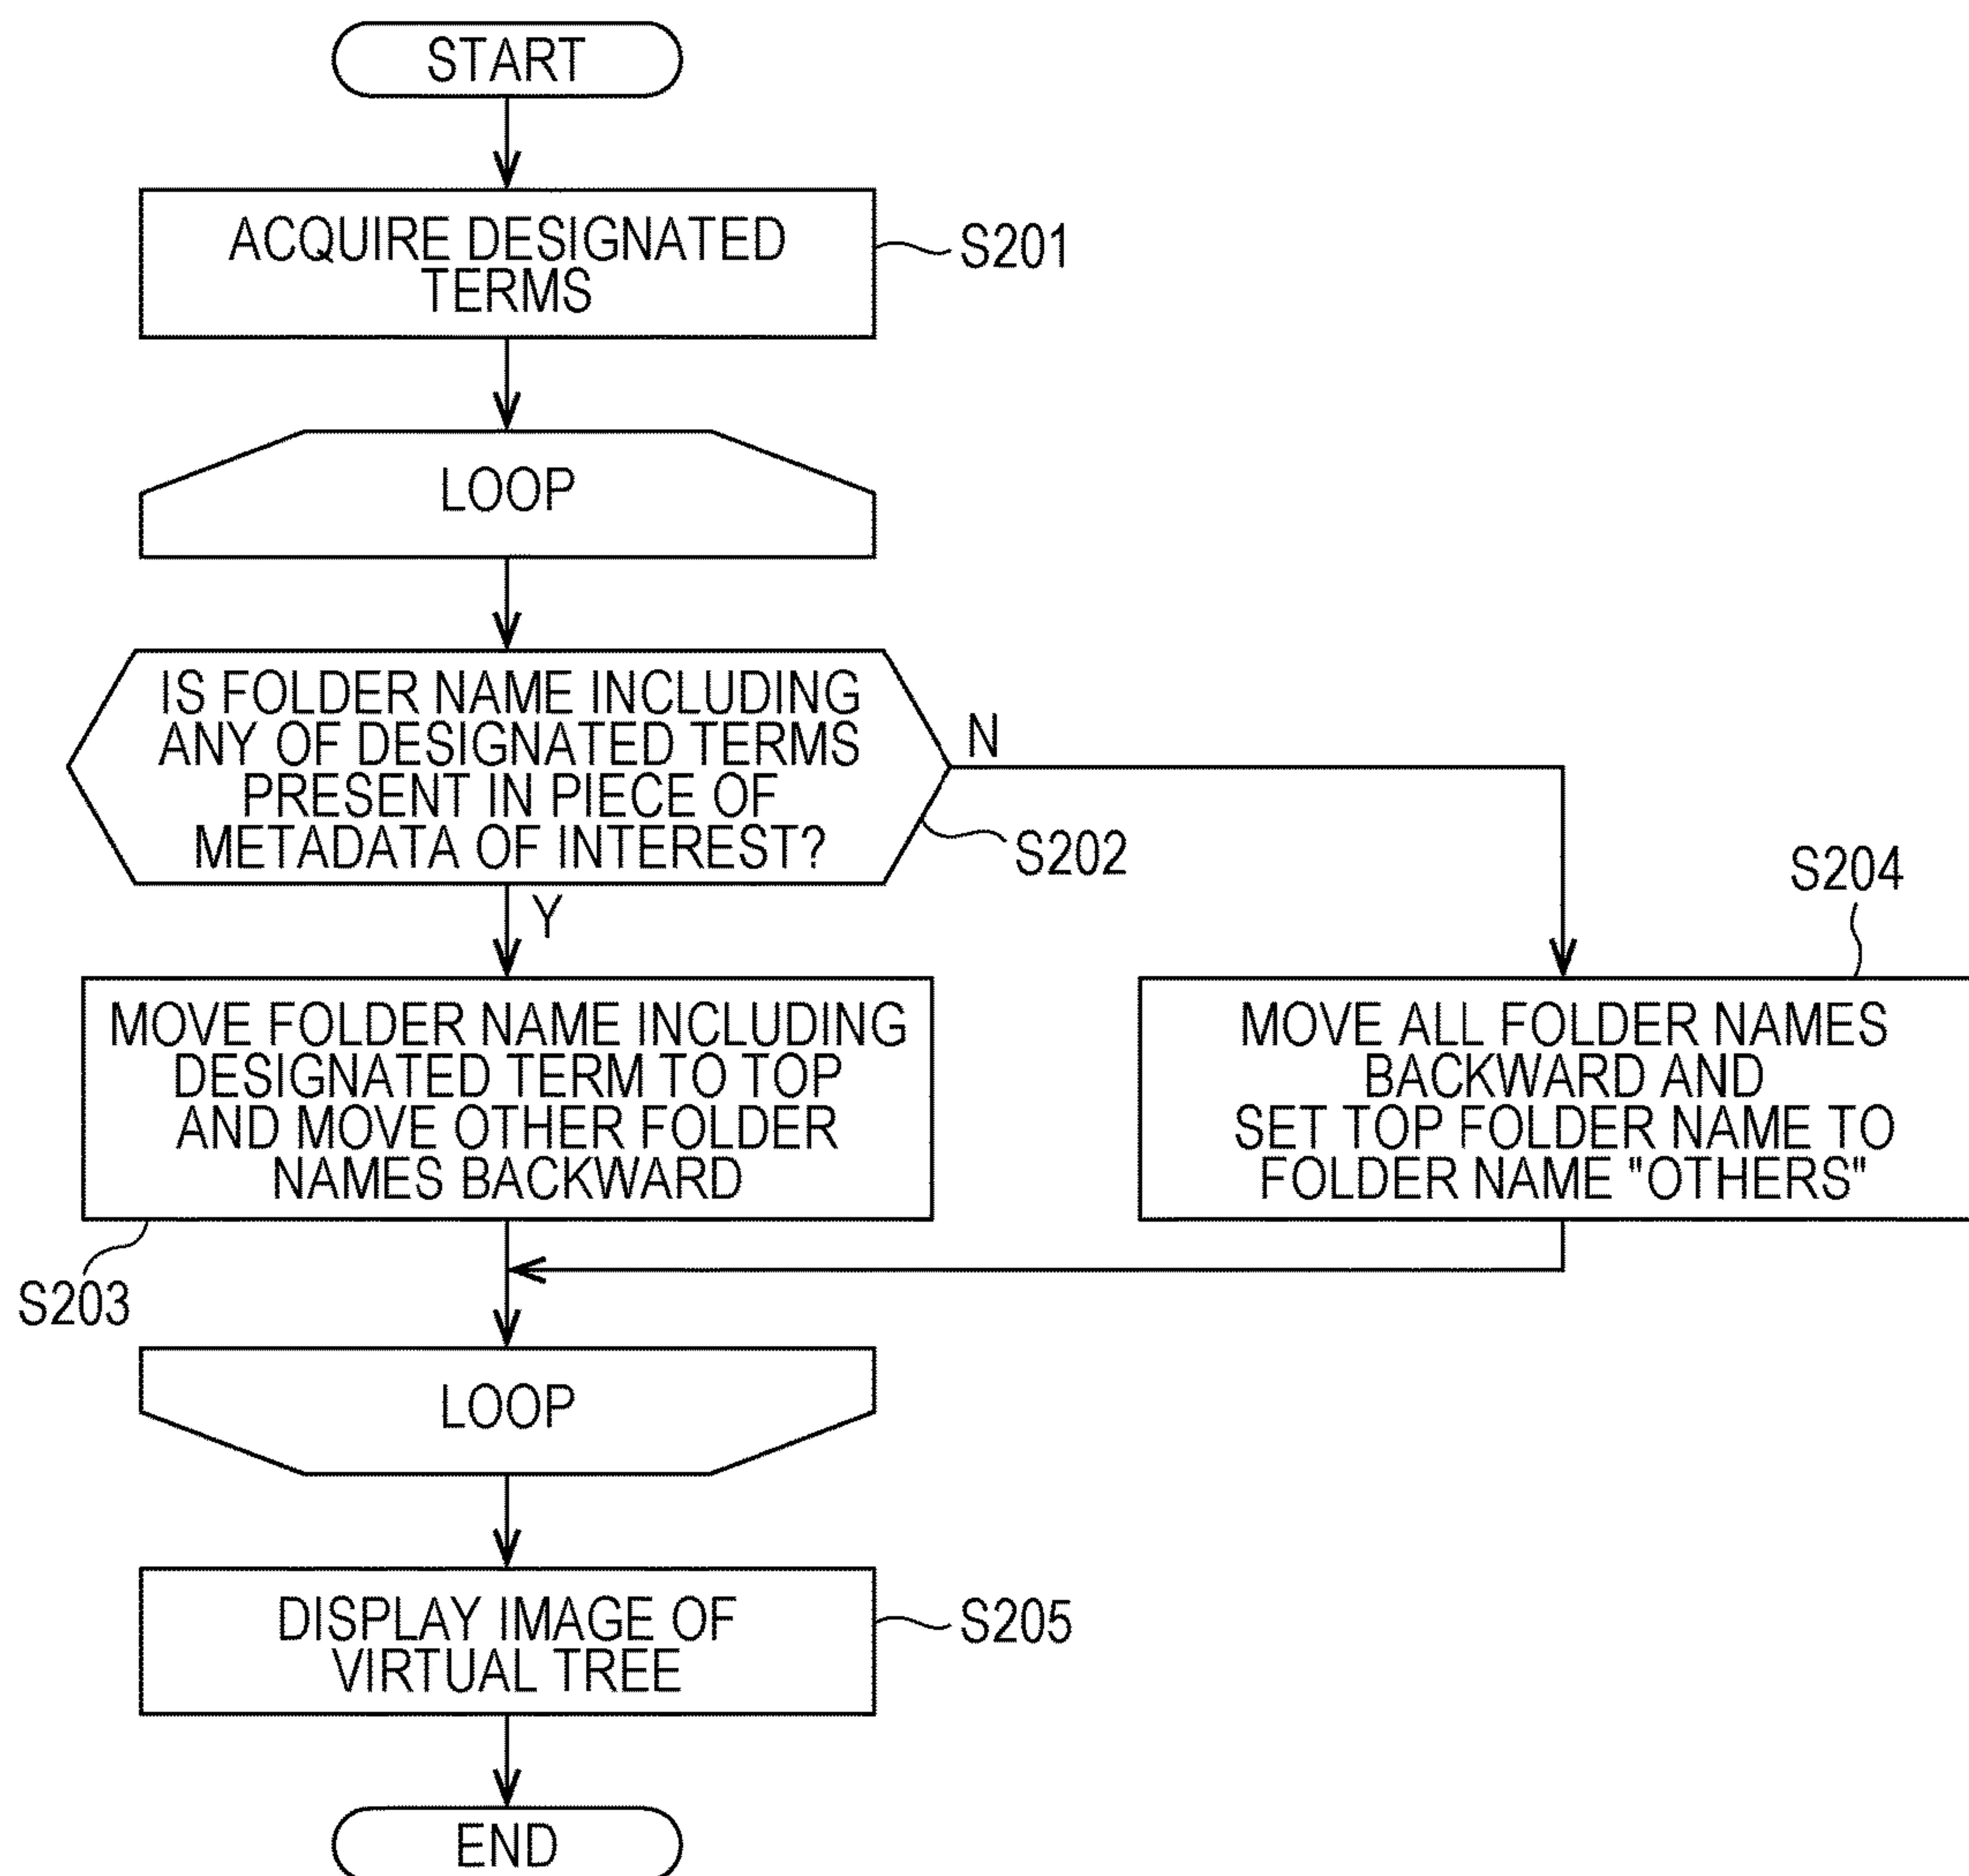 START
ACQUIRE DESIGNATED
TERMS
S201
LOOP
IS FOLDER NAME INCLUDING
ANY OF DESIGNATED TERMS
PRESENT IN PIECE OF
METADATA OF INTEREST?
N
S202
Y
S204
MOVE FOLDER NAME INCLUDING
DESIGNATED TERM TO TOP
AND MOVE OTHER FOLDER
NAMES BACKWARD
MOVE ALL FOLDER NAMES
BACKWARD AND
SET TOP FOLDER NAME TO
FOLDER NAME "OTHERS"
S203
LOOP
DISPLAY IMAGE OF
VIRTUAL TREE
S205
END